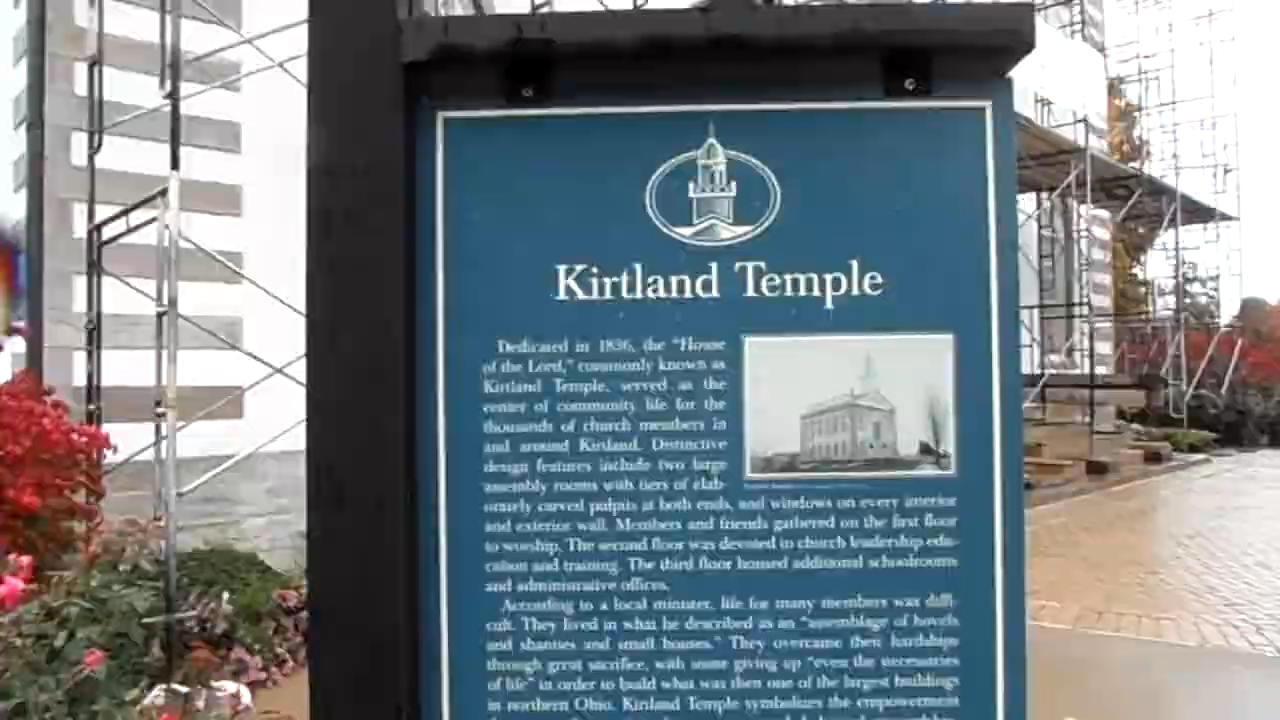 Kirtland Temple
Dedicated in 1836, the "House
of the Lord," commonly known as
Kirtland Temple, served as the
center of community life for the
thousands of church members in
and around Kirtland. Distinctive
design features include two large
assembly rooms with tiers of elab-
orately carved pulpits at both ends, and windows on every interior
and exterior wall. Members and friends gathered on the first floor
to worship. The second floor was devoted to church leadership edu-
cation and training. The third floor housed additional schoolrooms
and administrative offices.
According to a local minister, life for many members was diffi-
cult. They lived in what he described as an "assemblage of hovels
and shanties and small houses." They overcame their hardships
through great sacrifice, with some giving up "even the necessaries
of life" in order to build what was then one of the largest buildings
in northern Ohio. Kirtland Temple symbolizes the empowerment